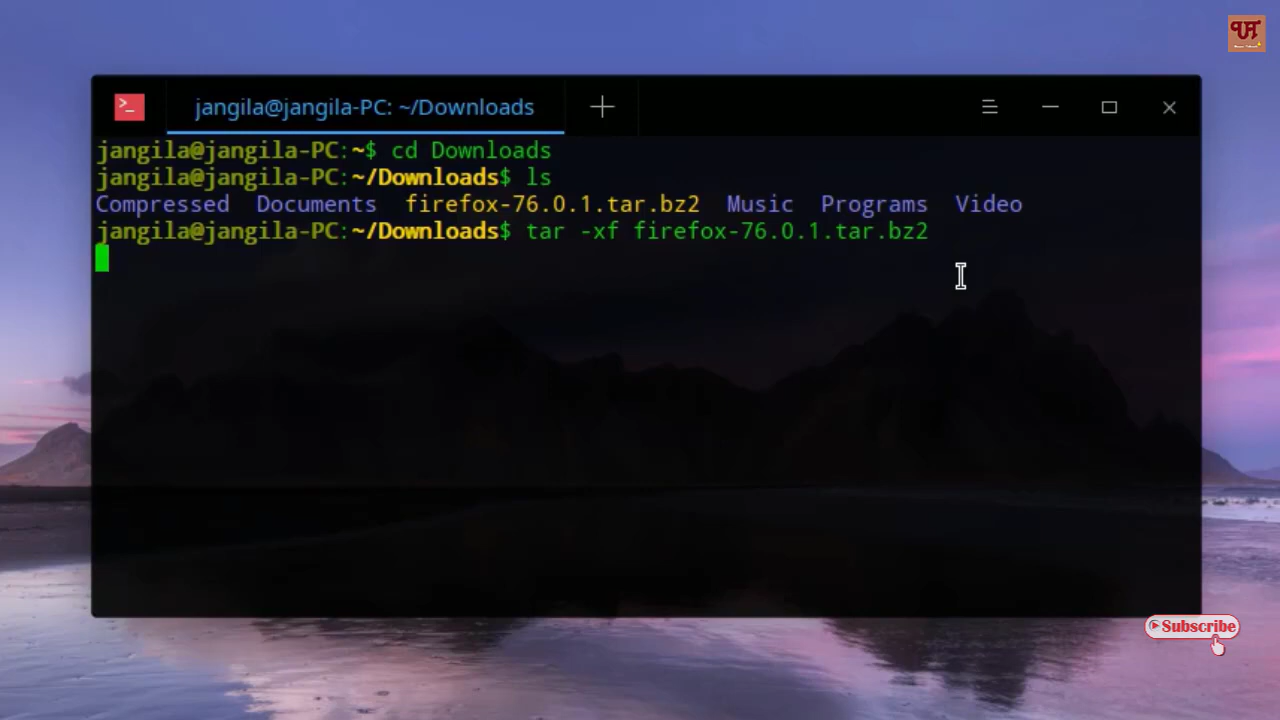 jangila@jangila-PC: ~/Downloads
jangila@jangila-PC:~$ cd Downloads
jangila@jangila-PC:~/Downloads$ ls
Compressed Documents firefox-76.0.1.tar.bz2 Music Programs Video
jangila@jangila-PC:~/Downloads$ tar -xf firefox-76.0.1.tar.bz2
Subscribe